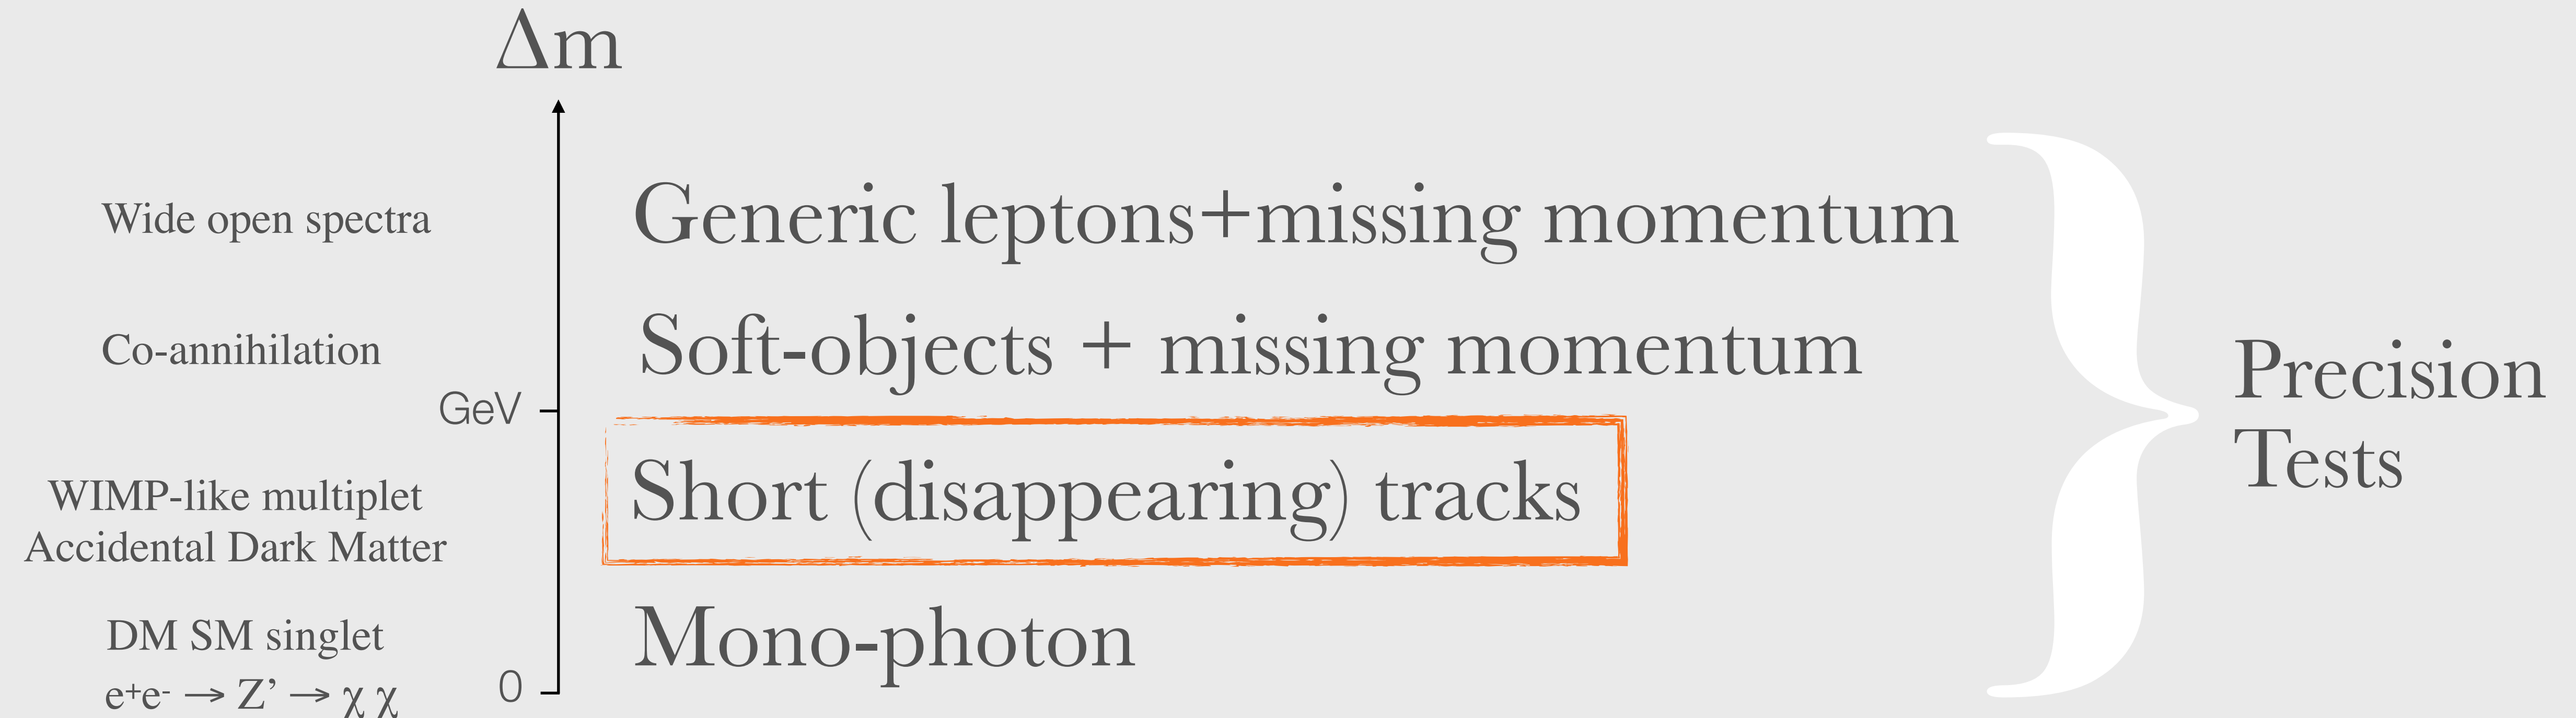 Δm
Wide open spectra
Generic leptons+missing momentum
Co-annihilation
Soft-objects + missing momentum
GeV
WIMP-like multiplet
Accidental Dark Matter
Short (disappearing) tracks
DM SM singlet
e+e- → Z’ → χ χ
Mono-photon
0
Precision
Tests